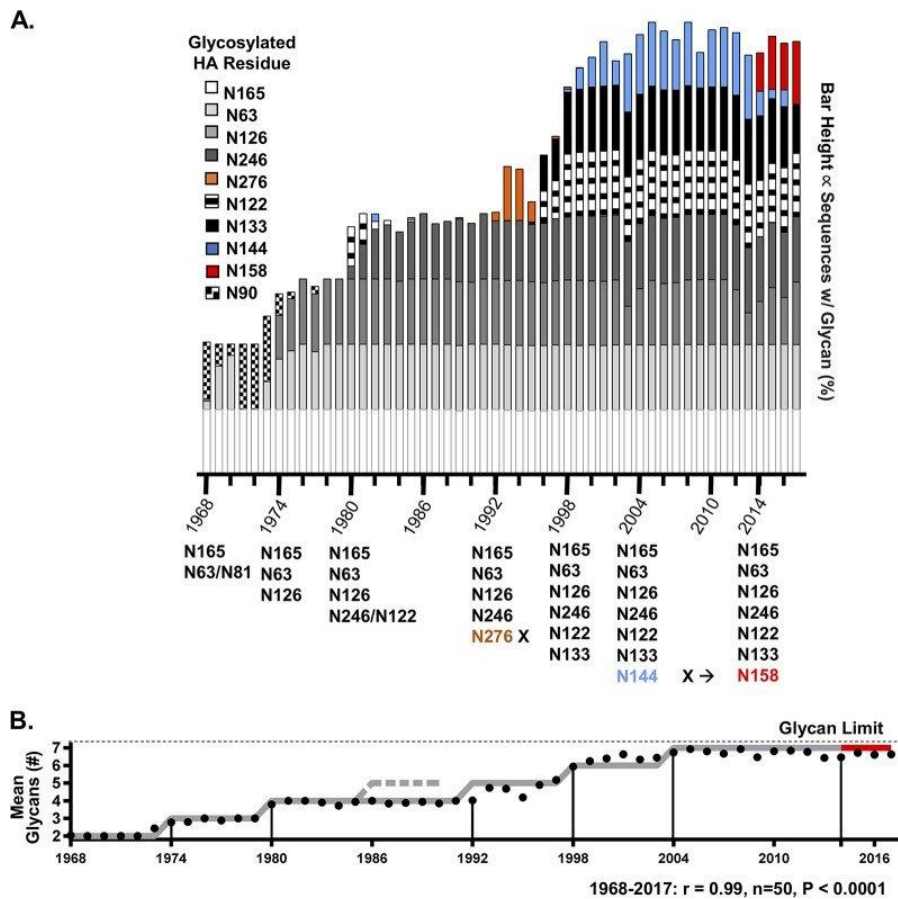 A.
Glycosylated
HA Residue
N165
N63
N126
N246
N276
N122
N133
N144
N158
N90
Bar Height ∝ Sequences w/ Glycan (%)
1968 1974 1980 1986 1992 1998 2004 2010 2014
N165 N165 N165 N165 N165 N165 N165
N63/N81 N63 N63 N63 N63 N63 N63
N126 N126 N126 N126 N126 N126
N246/N122 N246 N246 N246 N246
N276 X N122 N122 N122
N133 N133 N133
N144 X → N158
B.
Glycan Limit
Mean
Glycans (#)
7
6
5
4
3
2
1968 1974 1980 1986 1992 1998 2004 2010 2016
1968-2017: r = 0.99, n=50, P < 0.0001